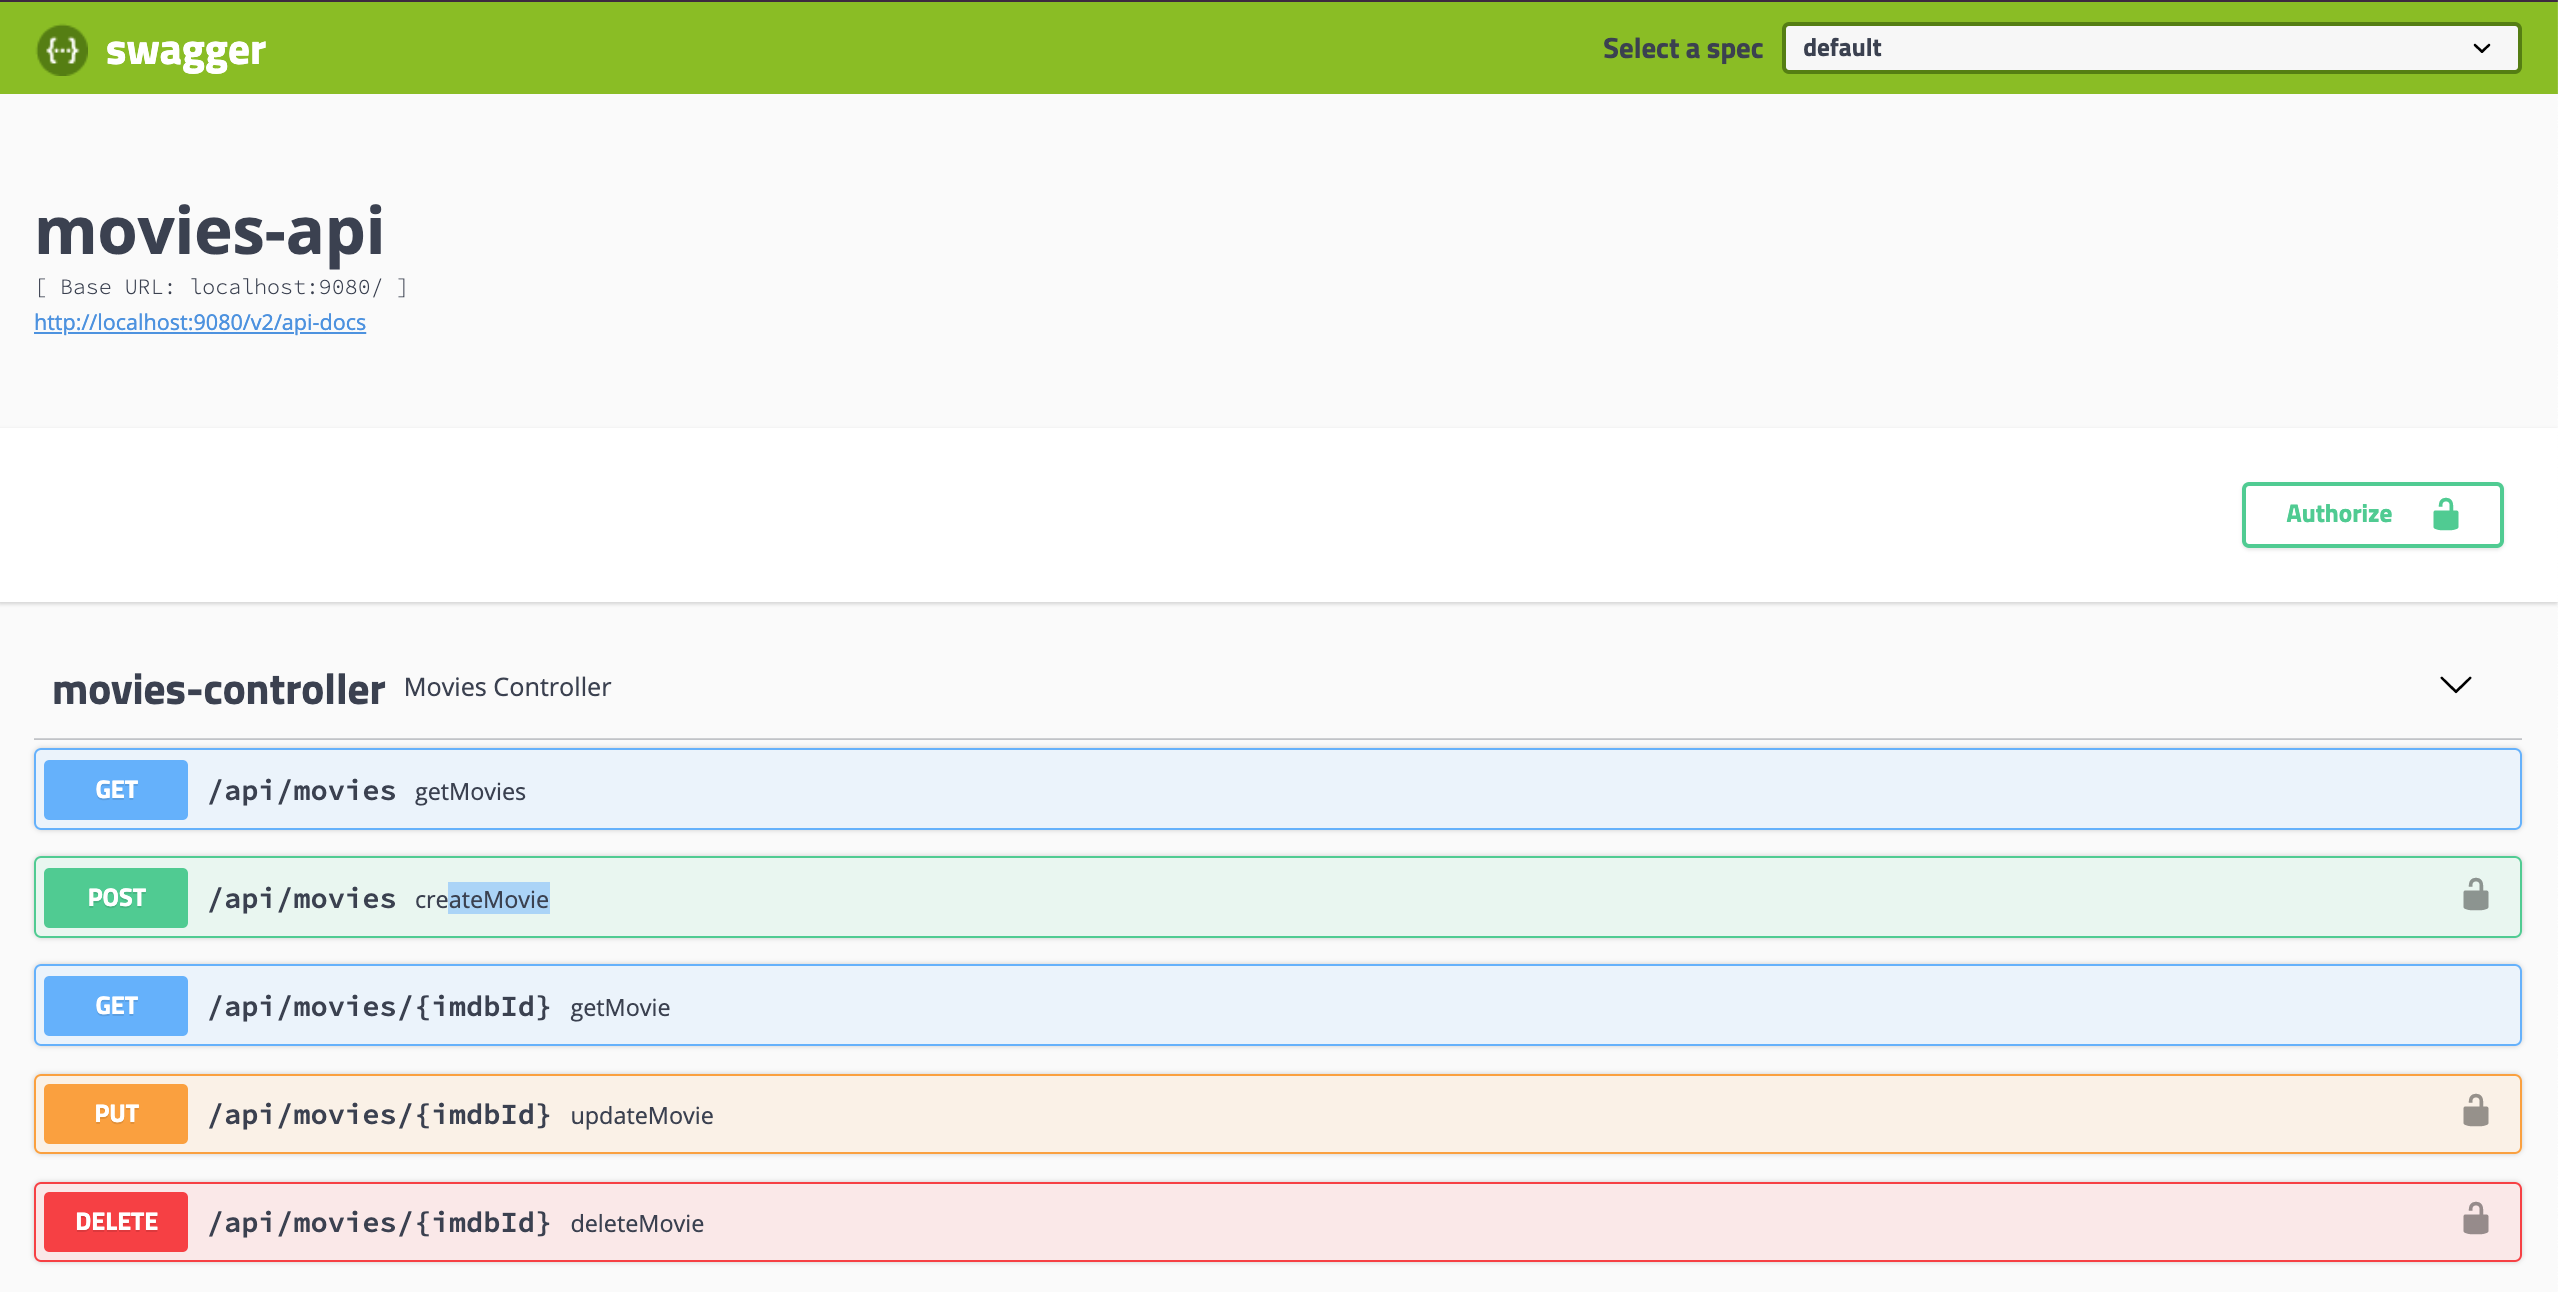 {···} swagger
Select a spec default
movies-api
[ Base URL: localhost:9080/ ]
http://localhost:9080/v2/api-docs
Authorize
movies-controller Movies Controller
GET /api/movies getMovies
POST /api/movies createMovie
GET /api/movies/{imdbId} getMovie
PUT /api/movies/{imdbId} updateMovie
DELETE /api/movies/{imdbId} deleteMovie